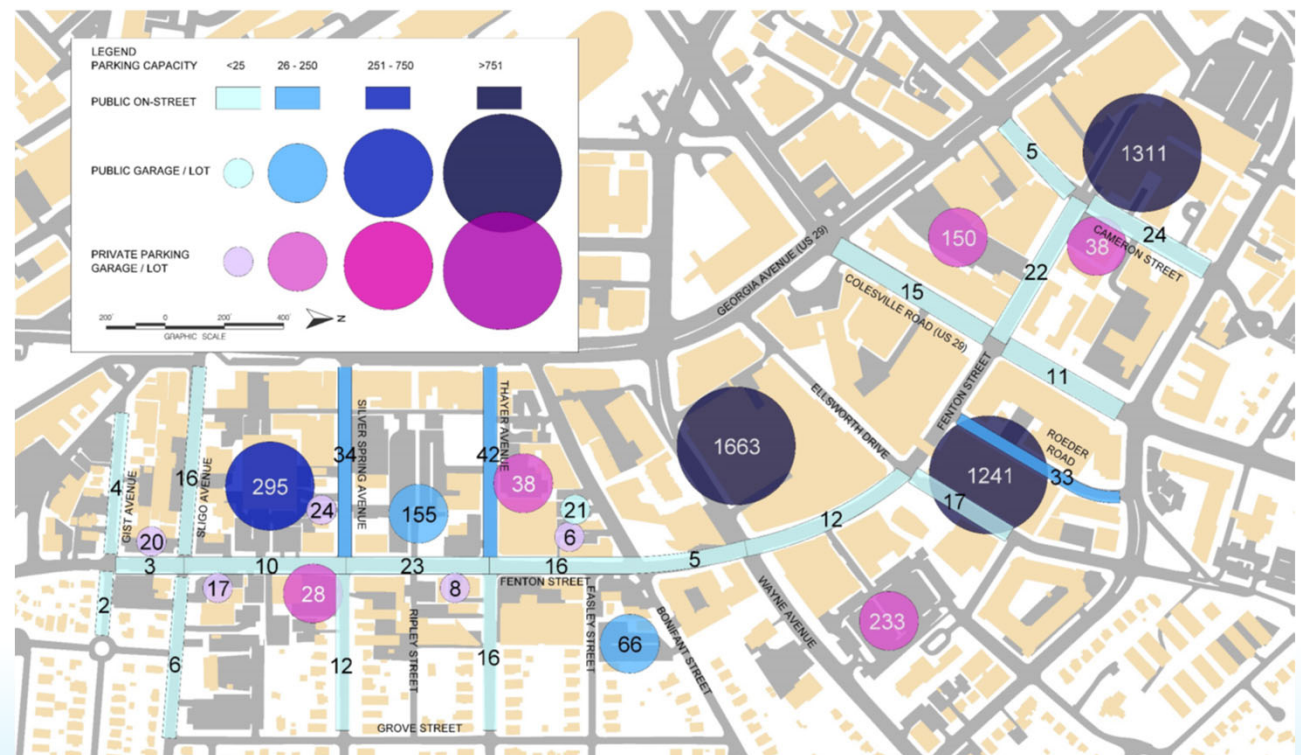 LEGEND
PARKING CAPACITY <25 26 - 250 251 - 750 >751
PUBLIC ON-STREET
PUBLIC GARAGE / LOT
PRIVATE PARKING
GARAGE / LOT
200' 0 200' 400' N
GRAPHIC SCALE
1311
5
24
CAMERON STREET
150
38
22
GEORGIA AVENUE (US 29)
15
COLESVILLE ROAD (US 29)
11
FENTON STREET
ELLSWORTH DRIVE
ROEDER
ROAD
33
1241
17
1663
12
5
WAYNE AVENUE
233
THAYER AVENUE
42
38
21
6
SILVER SPRING AVENUE
34
155
295
24
16
SLIGO AVENUE
4
GIST AVENUE
20
3
10
23
16
FENTON STREET
2
17
28
8
6
12
RIPLEY STREET
16
EASLEY STREET
66
BONIFANT STREET
GROVE STREET